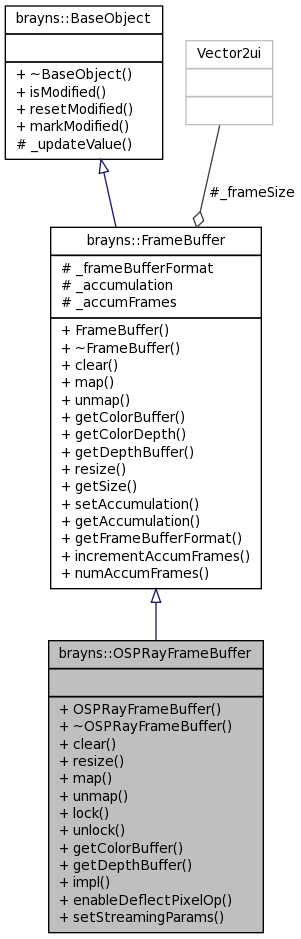 brayns::BaseObject
+ ~BaseObject()
+ isModified()
+ resetModified()
+ markModified()
# _updateValue()
Vector2ui
#_frameSize
brayns::FrameBuffer
# _frameBufferFormat
# _accumulation
# _accumFrames
+ FrameBuffer()
+ ~FrameBuffer()
+ clear()
+ map()
+ unmap()
+ getColorBuffer()
+ getColorDepth()
+ getDepthBuffer()
+ resize()
+ getSize()
+ setAccumulation()
+ getAccumulation()
+ getFrameBufferFormat()
+ incrementAccumFrames()
+ numAccumFrames()
brayns::OSPRayFrameBuffer
+ OSPRayFrameBuffer()
+ ~OSPRayFrameBuffer()
+ clear()
+ resize()
+ map()
+ unmap()
+ lock()
+ unlock()
+ getColorBuffer()
+ getDepthBuffer()
+ impl()
+ enableDeflectPixelOp()
+ setStreamingParams()